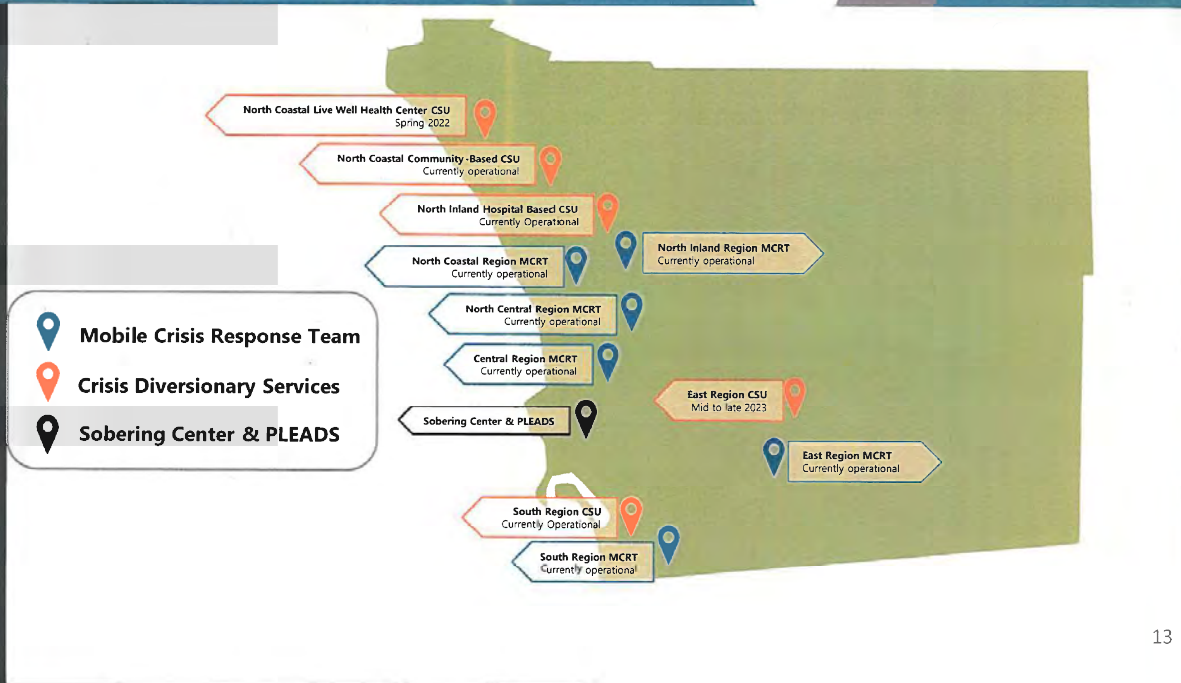 North Coastal Live Well Health Center CSU
Spring 2022
North Coastal Community-Based CSU
Currently operational
North Inland Hospital Based CSU
Currently Operational
North Inland Region MCRT
Currently operational
North Coastal Region MCRT
Currently operational
North Central Region MCRT
Currently operational
Central Region MCRT
Currently operational
Mobile Crisis Response Team
Crisis Diversionary Services
Sobering Center & PLEADS
East Region CSU
Mid to late 2023
Sobering Center & PLEADS
East Region MCRT
Currently operational
South Region CSU
Currently Operational
South Region MCRT
Currently operational
13